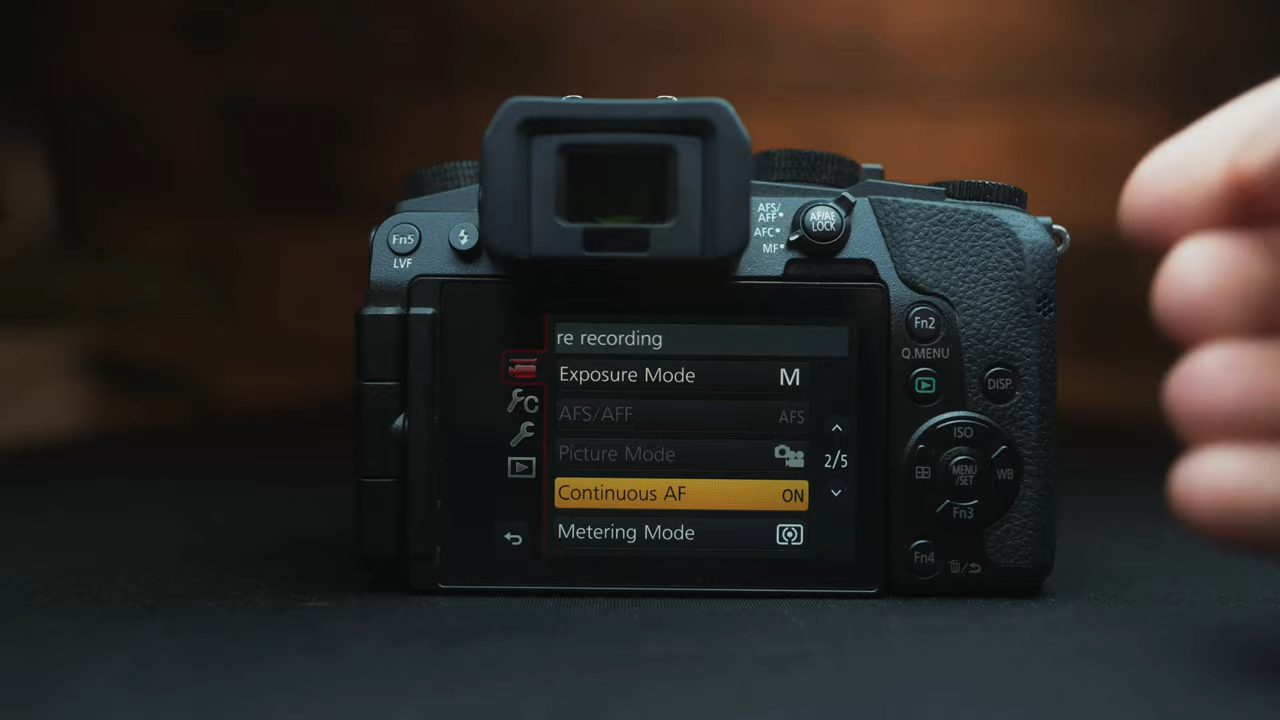 Fn5
LVF
AFS/
AFF
AFC
MF
AF/AE
LOCK
re recording
Exposure Mode M
AFS/AFF AFS
Picture Mode
Continuous AF ON
Metering Mode
C
2/5
Fn2
Q.MENU
DISP.
ISO
MENU
/SET
WB
Fn3
Fn4